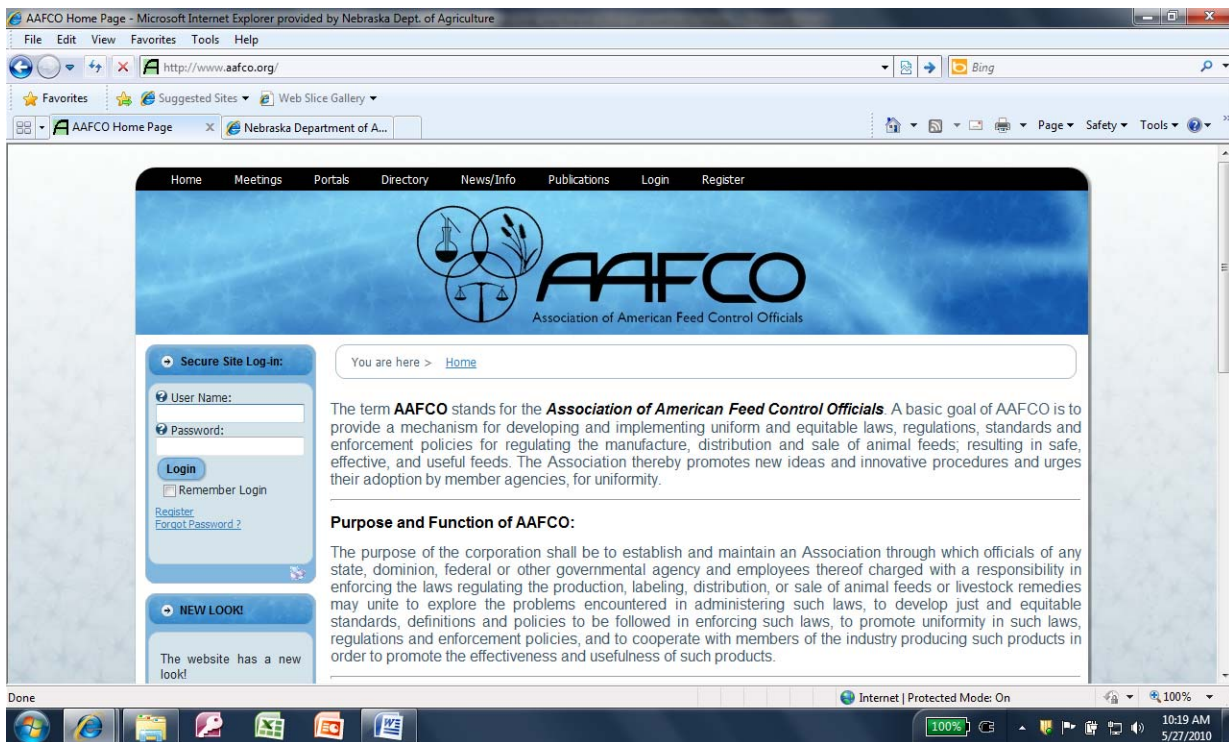 AAFCO Home Page - Microsoft Internet Explorer provided by Nebraska Dept. of Agriculture
File Edit View Favorites Tools Help
http://www.aafco.org/
Bing
Favorites Suggested Sites Web Slice Gallery
AAFCO Home Page X Nebraska Department of A...
Page Safety Tools
Home Meetings Portals Directory News/Info Publications Login Register
AAFCO
Association of American Feed Control Officials
Secure Site Log-in:
User Name:
Password:
Login
Remember Login
Register
Forgot Password ?
NEW LOOK!
The website has a new
look!
You are here > Home
The term AAFCO stands for the Association of American Feed Control Officials. A basic goal of AAFCO is to
provide a mechanism for developing and implementing uniform and equitable laws, regulations, standards and
enforcement policies for regulating the manufacture, distribution and sale of animal feeds; resulting in safe,
effective, and useful feeds. The Association thereby promotes new ideas and innovative procedures and urges
their adoption by member agencies, for uniformity.
Purpose and Function of AAFCO:
The purpose of the corporation shall be to establish and maintain an Association through which officials of any
state, dominion, federal or other governmental agency and employees thereof charged with a responsibility in
enforcing the laws regulating the production, labeling, distribution, or sale of animal feeds or livestock remedies
may unite to explore the problems encountered in administering such laws, to develop just and equitable
standards, definitions and policies to be followed in enforcing such laws, to promote uniformity in such laws,
regulations and enforcement policies, and to cooperate with members of the industry producing such products in
order to promote the effectiveness and usefulness of such products.
Done Internet | Protected Mode: On 100%
100% 10:19 AM
5/27/2010